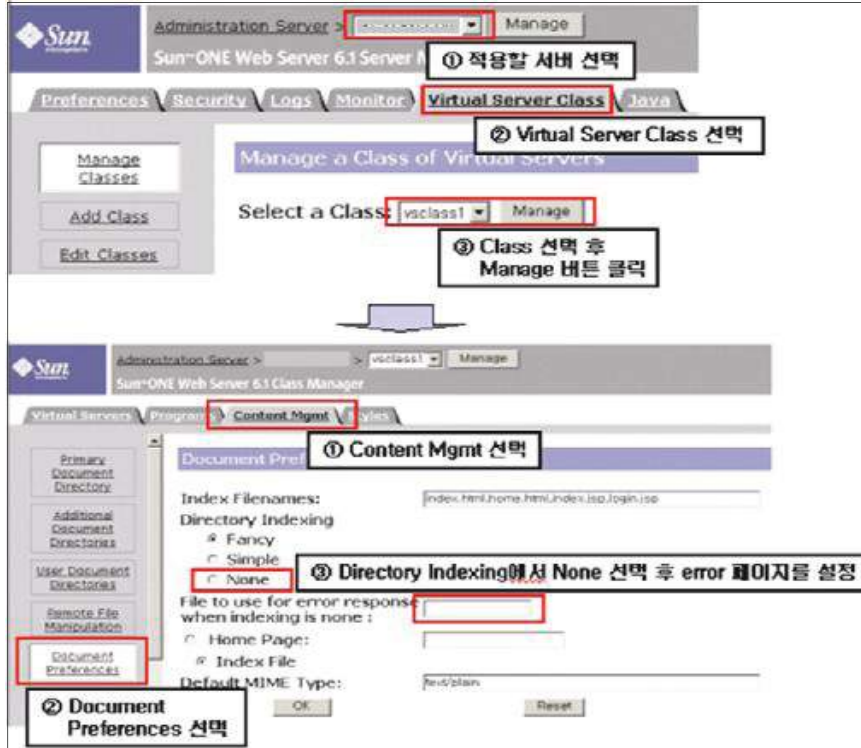 Sun
Administration Server >
Manage
Sun ONE Web Server 6.1 Server
① 적용할 서버 선택
Preferences
Security
Logs
Monitor
Virtual Server Class
Java
② Virtual Server Class 선택
Manage Classes
Manage a Class of Virtual Servers
Select a Class:
vsclass1
Manage
Add Class
Edit Classes
③ Class 선택 후
Manage 버튼 클릭
Sun
Administration Server >
>
vsclass1
Manage
Sun ONE Web Server 6.1 Class Manager
Virtual Servers
Content Mgmt
Styles
① Content Mgmt 선택
Primary
Document
Directory
Document
Index Filenames:
index.html,home.html,index.jsp,login.jsp
Additional
Document
Directories
Directory Indexing
Fancy
Simple
None
③ Directory Indexing에서 None 선택 후 error 페이지를 설정
User Document
Directories
File to use for error response
when indexing is none :
Remote File
Manipulation
Home Page:
Index File
Document
Preferences
Default MIME Type:
text/plain
OK
Reset
② Document
Preferences 선택